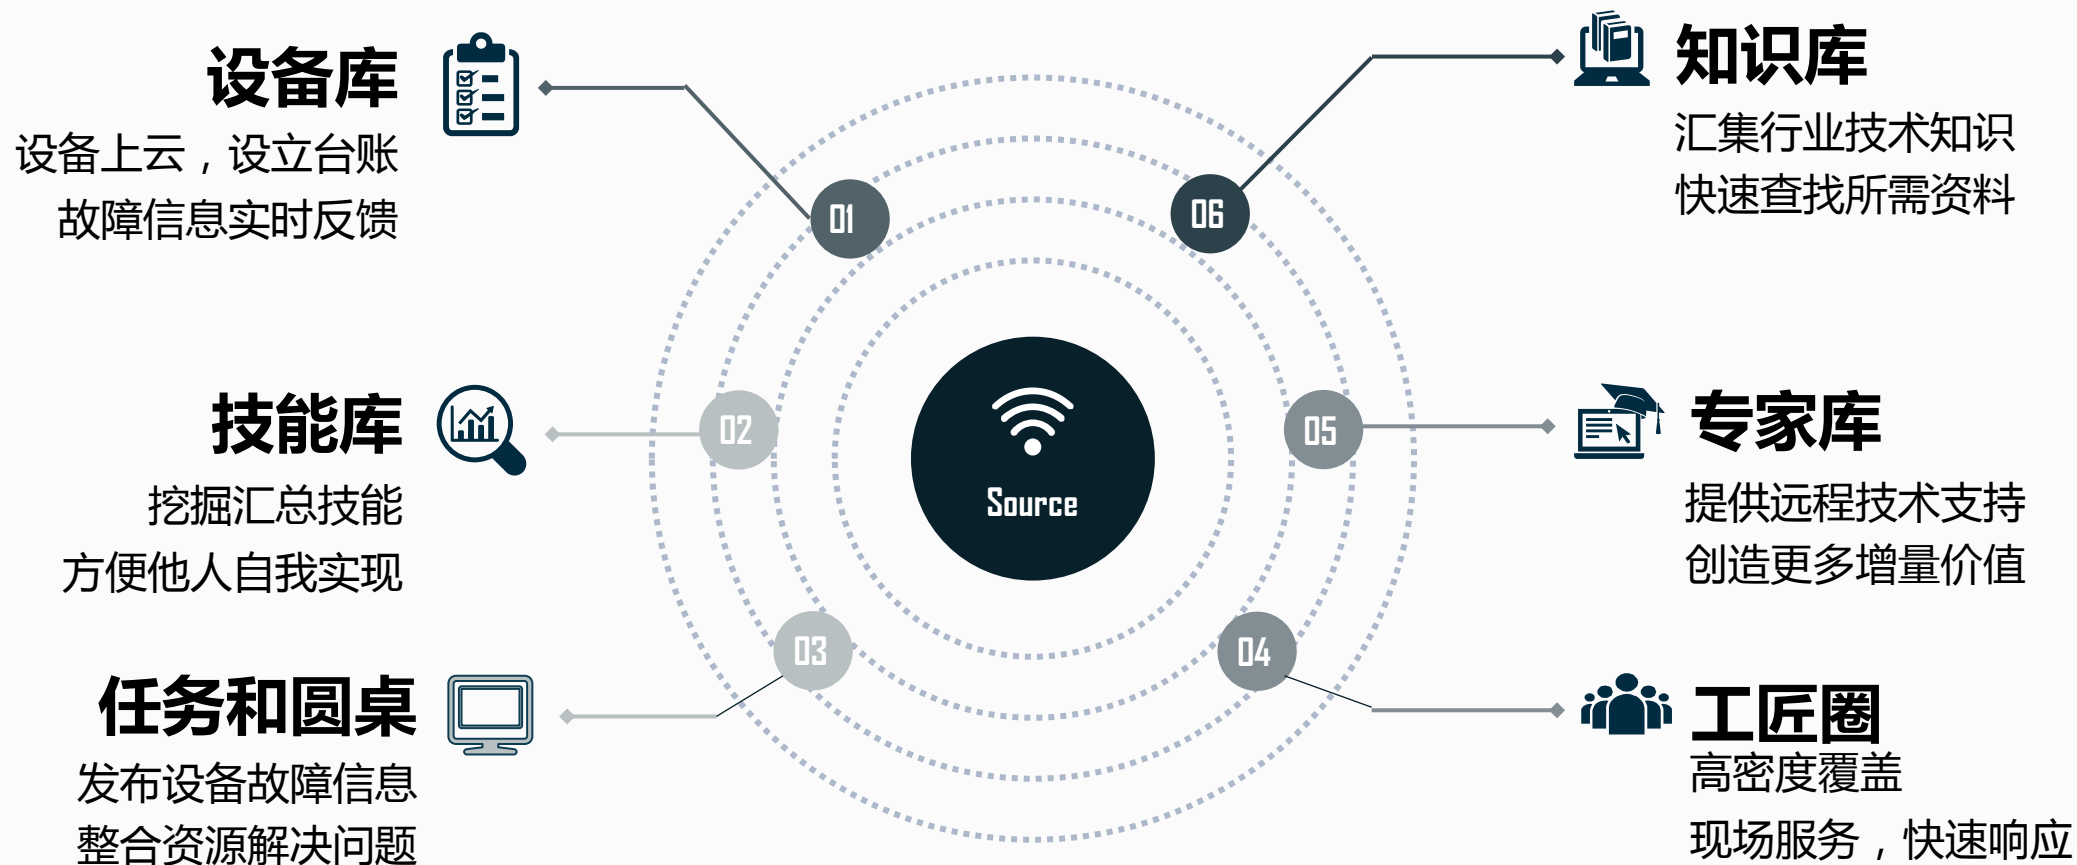 设备库
设备上云，设立台账
故障信息实时反馈
01
技能库
挖掘汇总技能
方便他人自我实现
02
任务和圆桌
发布设备故障信息
整合资源解决问题
03
Source
知识库
汇集行业技术知识
快速查找所需资料
06
专家库
提供远程技术支持
创造更多增量价值
05
工匠圈
高密度覆盖
现场服务，快速响应
04